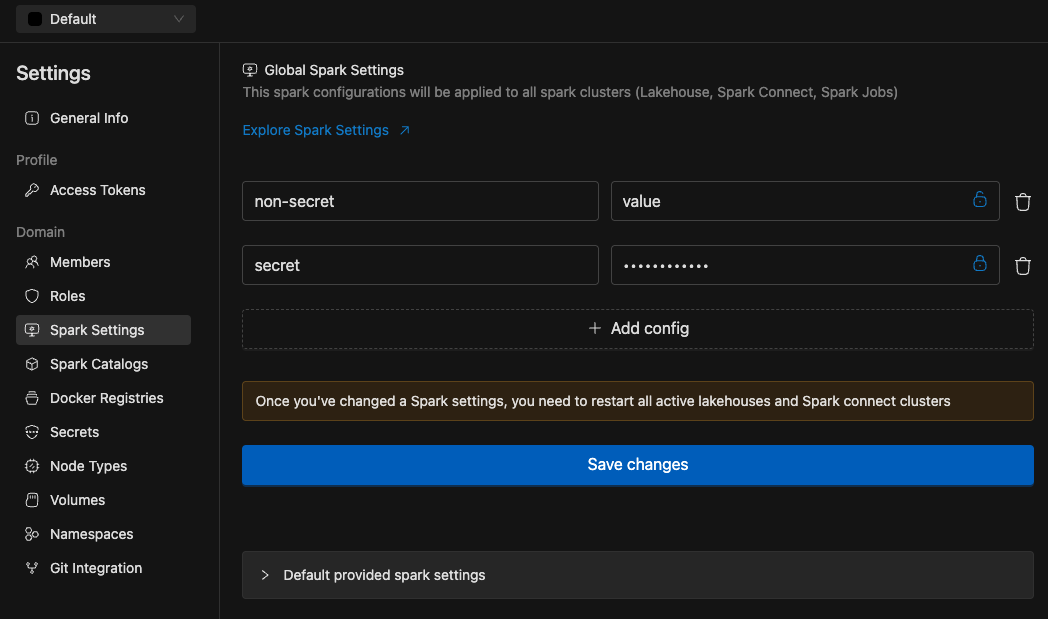 Default
Settings
General Info
Profile
Access Tokens
Domain
Members
Roles
Spark Settings
Spark Catalogs
Docker Registries
Secrets
Node Types
Volumes
Namespaces
Git Integration
Global Spark Settings
This spark configurations will be applied to all spark clusters (Lakehouse, Spark Connect, Spark Jobs)
Explore Spark Settings
non-secret
value
secret
••••••••••••
Add config
Once you've changed a Spark settings, you need to restart all active lakehouses and Spark connect clusters
Save changes
Default provided spark settings